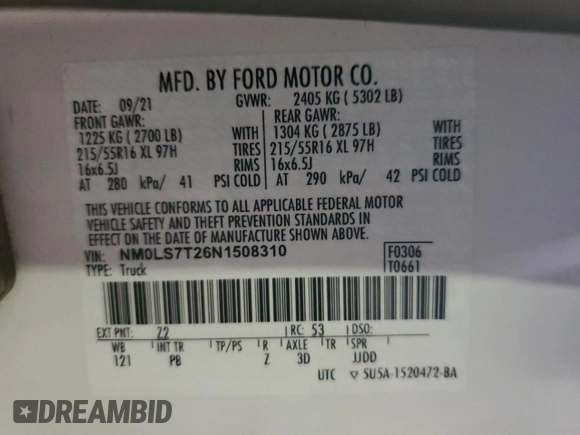 MFD. BY FORD MOTOR CO.
DATE: 09/21 GVWR: 2405 KG ( 5302 LB)
FRONT GAWR: REAR GAWR:
1225 KG ( 2700 LB) WITH 1304 KG ( 2875 LB) WITH
215/55R16 XL 97H TIRES 215/55R16 XL 97H TIRES
16x6.5J RIMS 16x6.5J RIMS
AT 280 kPa/ 41 PSI COLD AT 290 kPa/ 42 PSI COLD
THIS VEHICLE CONFORMS TO ALL APPLICABLE FEDERAL MOTOR
VEHICLE SAFETY AND THEFT PREVENTION STANDARDS IN
EFFECT ON THE DATE OF MANUFACTURE SHOWN ABOVE.
VIN: NM0LS7T26N1508310 F0306
TYPE: Truck T0661
EXT PNT: Z2 RC: 53 DSO:
WB INT TR TP/PS R AXLE TR SPR
121 PB Z 3D JJDD
UTC ▽ 5U5A-1520472-BA
DREAMBID